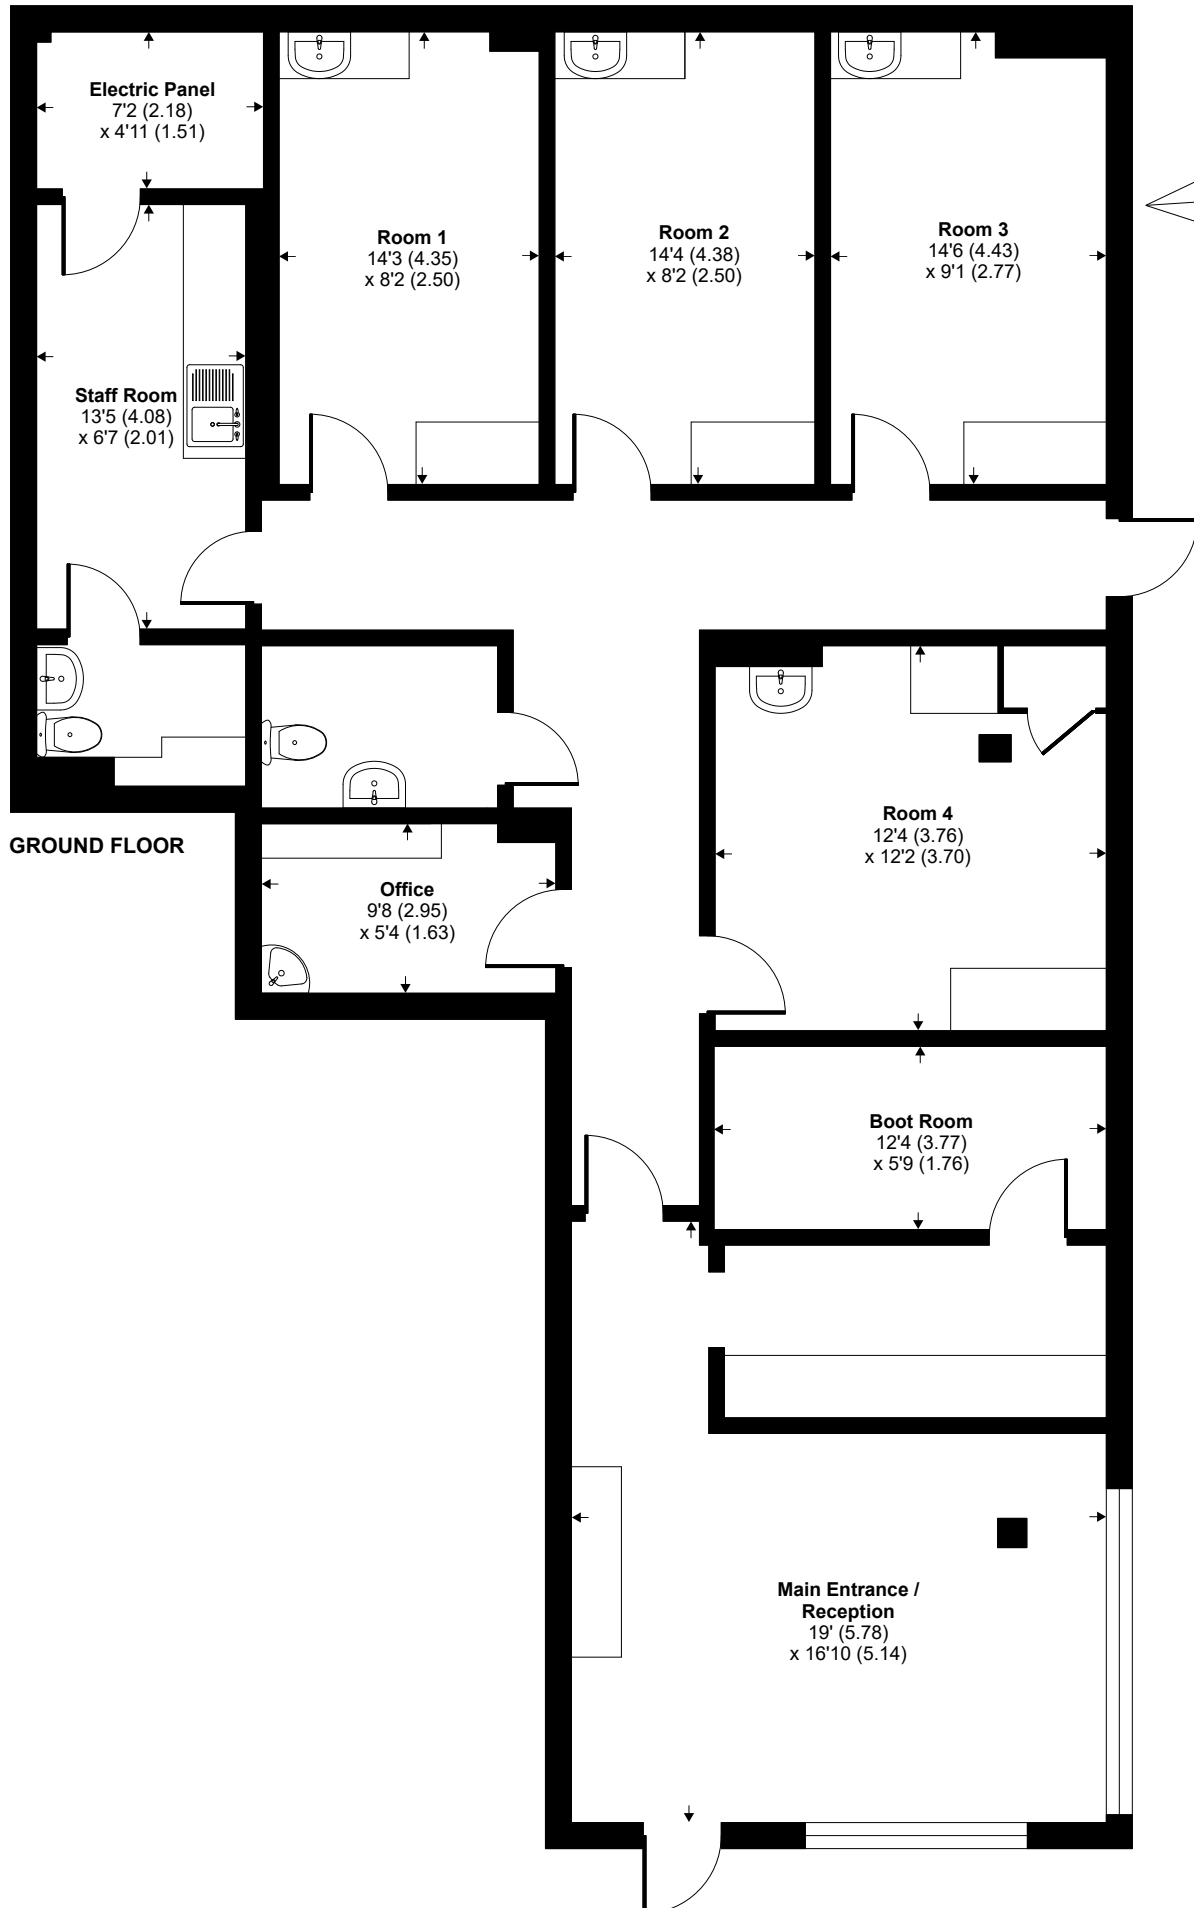 Electric Panel
7'2 (2.18)
x 4'11 (1.51)
Room 1
14'3 (4.35)
x 8'2 (2.50)
Room 2
14'4 (4.38)
x 8'2 (2.50)
Room 3
14'6 (4.43)
x 9'1 (2.77)
Staff Room
13'5 (4.08)
x 6'7 (2.01)
GROUND FLOOR
Room 4
12'4 (3.76)
x 12'2 (3.70)
Office
9'8 (2.95)
x 5'4 (1.63)
Boot Room
12'4 (3.77)
x 5'9 (1.76)
Main Entrance /
Reception
19' (5.78)
x 16'10 (5.14)